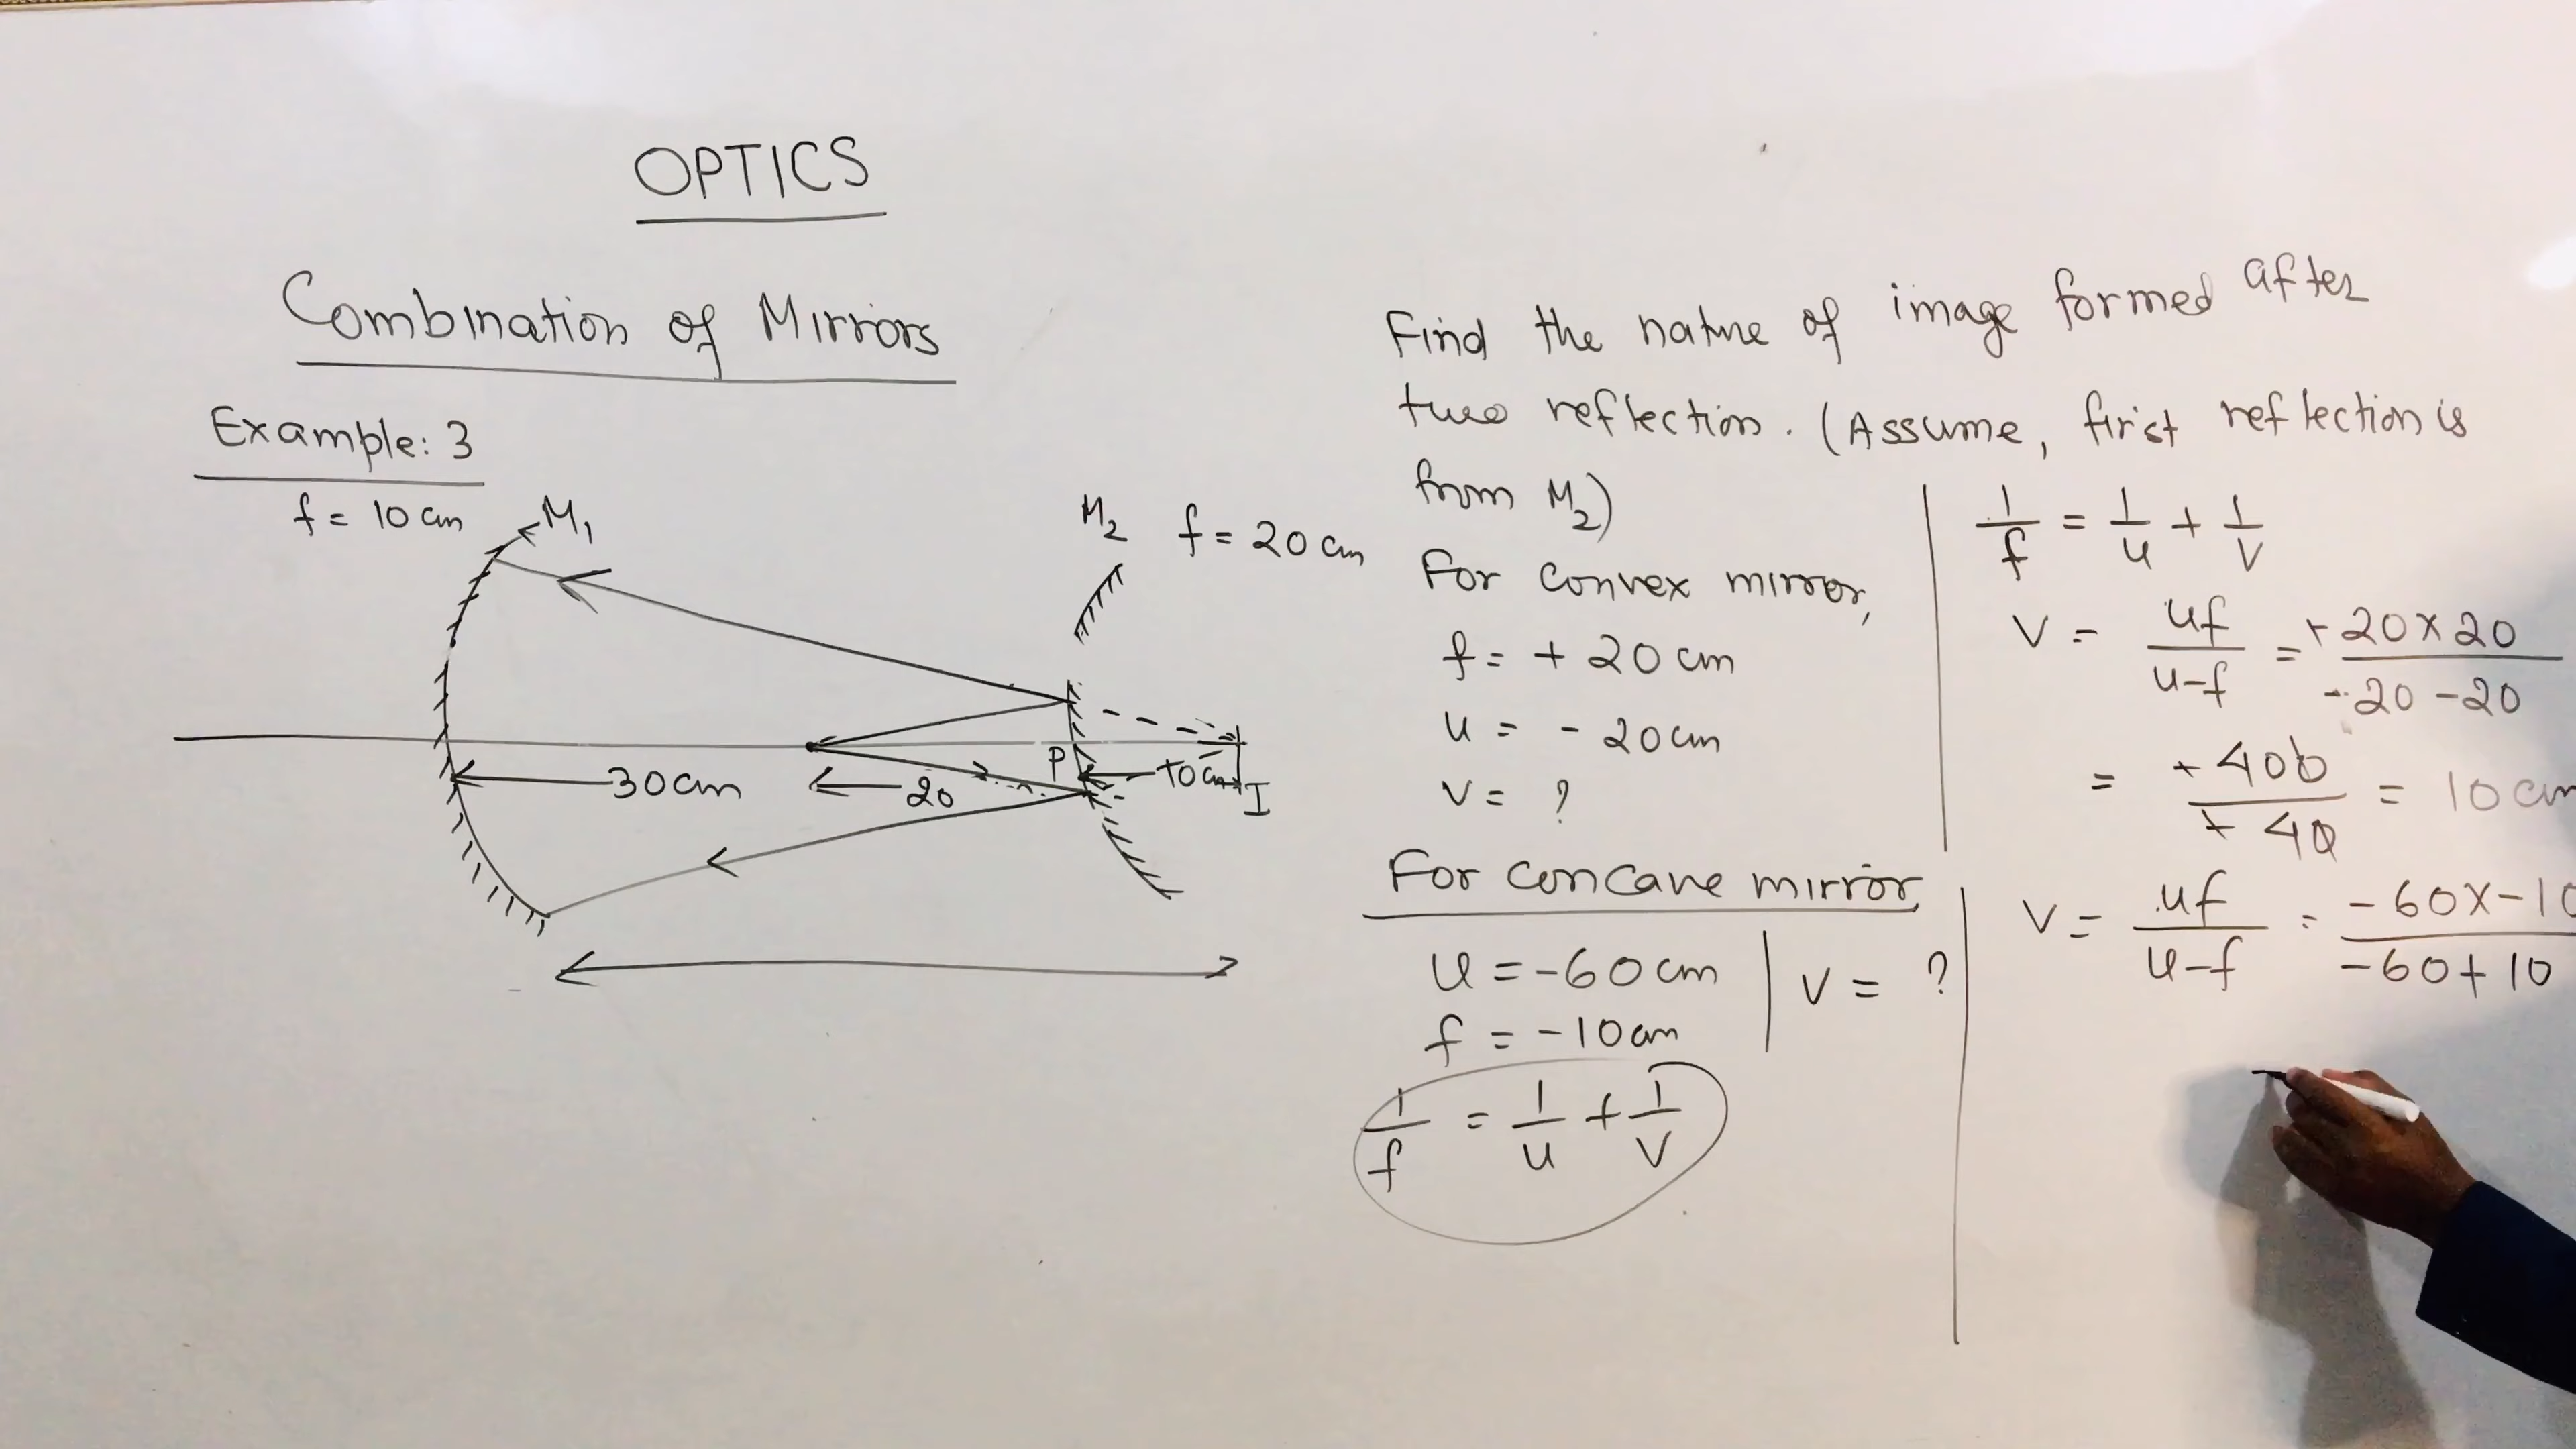 OPTICS
Combination of Mirrors
Example: 3
f = 10 cm
M₁
M₂ f = 20 cm
30cm
20
P
10 cm
I
Find the nature of image formed after
two reflection. (Assume, first reflection is
from M₂)
For convex mirror,
f = + 20 cm
u = - 20cm
v = ?
1/f = 1/u + 1/v
v = uf/u-f = + 20 x 20/- 20 - 20
= + 400/+ 40 = 10 cm
For concave mirror
u = -60 cm
f = -10 cm
v = ?
1/f = 1/u + 1/v
v = uf/u-f = -60x-10/-60+10